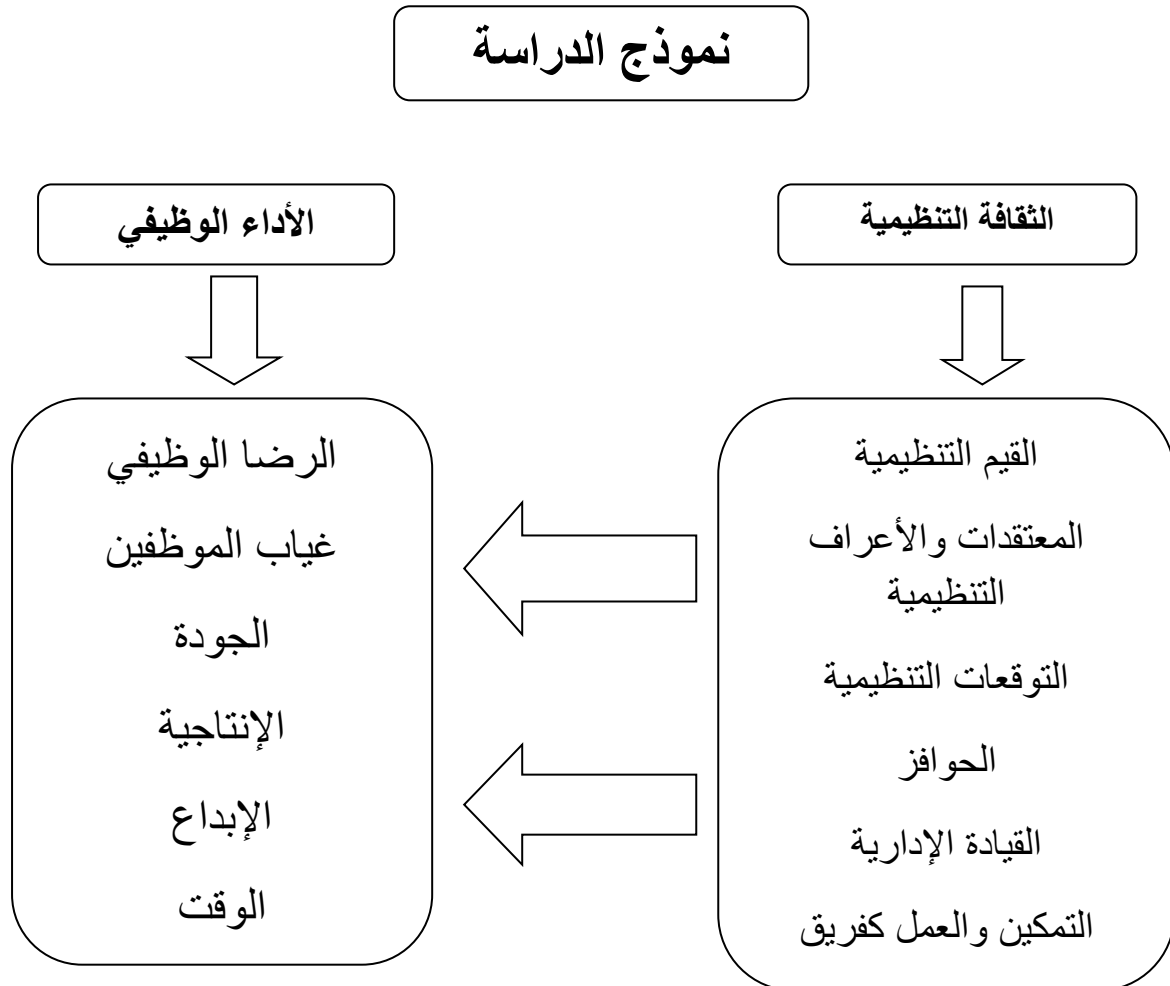 نموذج الدراسة
الثقافة التنظيمية
القيم التنظيمية
المعتقدات والأعراف
التنظيمية
التوقعات التنظيمية
الحوافز
القيادة الإدارية
التمكين والعمل كفريق
الأداء الوظيفي
الرضا الوظيفي
غياب الموظفين
الجودة
الإنتاجية
الإبداع
الوقت